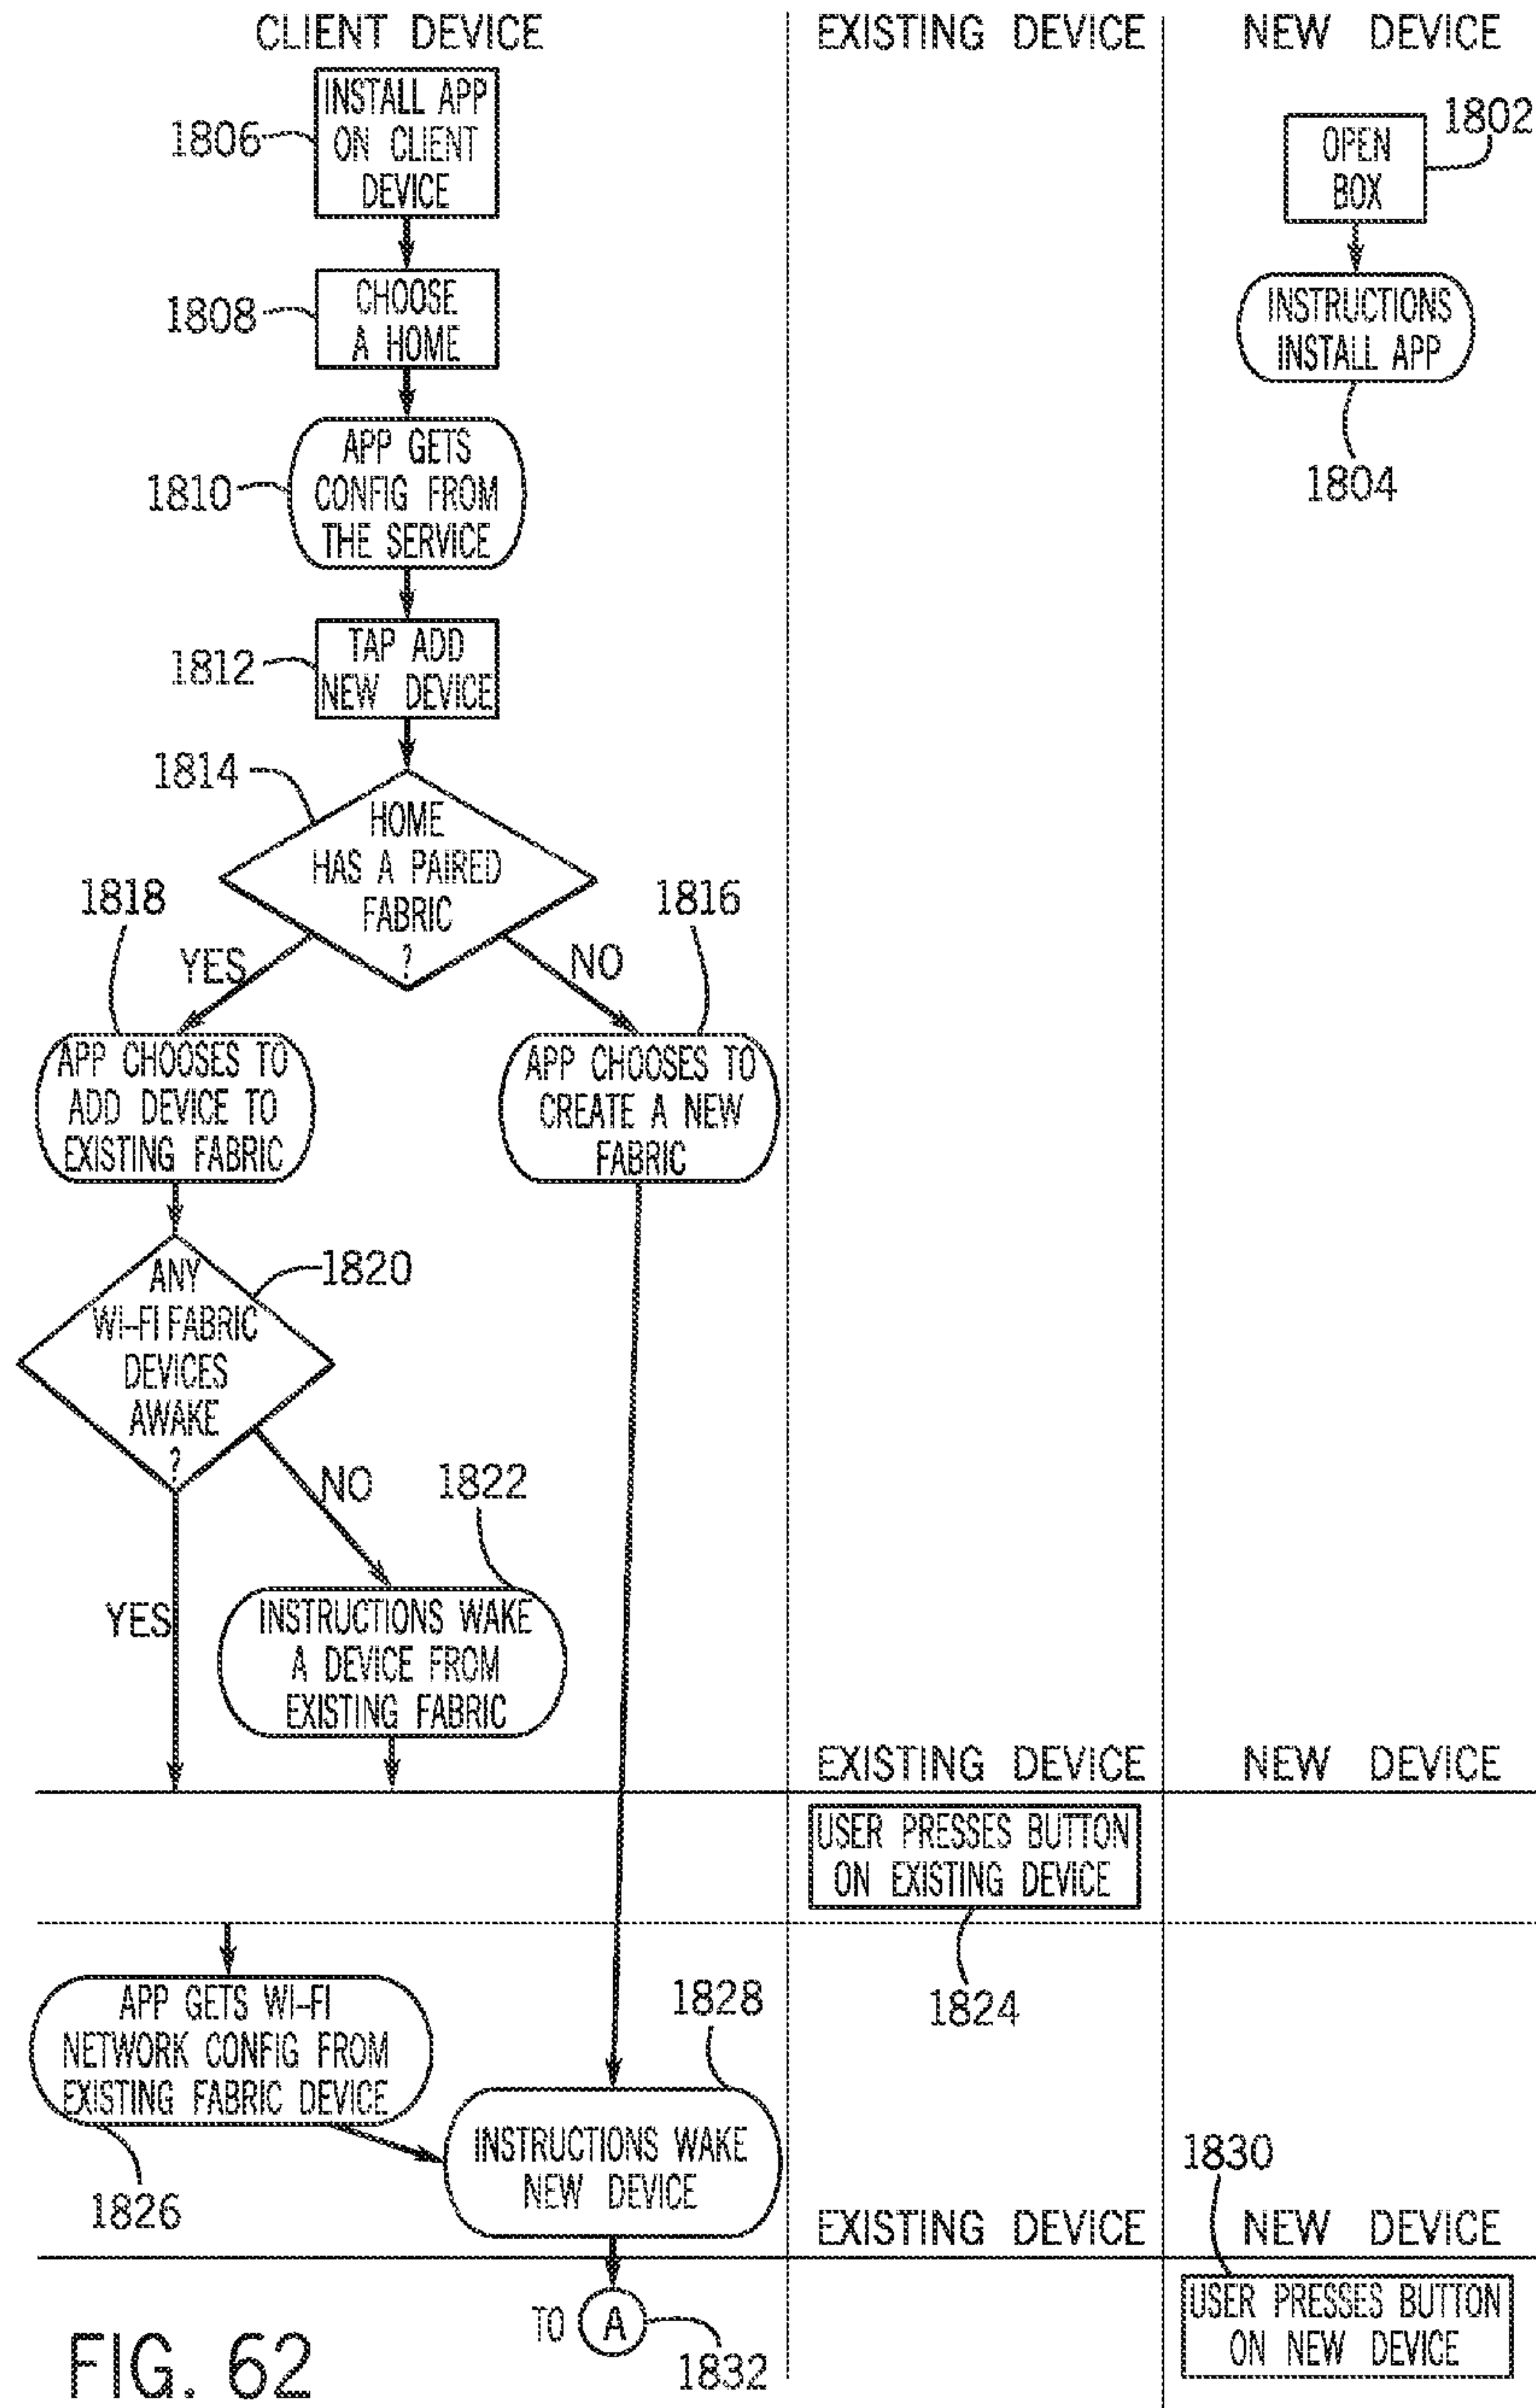 CLIENT DEVICE
EXISTING DEVICE
NEW DEVICE
INSTALL APP
ON CLIENT
DEVICE
1806
OPEN
BOX
1802
CHOOSE
A HOME
1808
INSTRUCTIONS
INSTALL APP
1804
APP GETS
CONFIG FROM
THE SERVICE
1810
TAP ADD
NEW DEVICE
1812
1814
HOME
HAS A PAIRED
FABRIC
?
1818
1816
YES
NO
APP CHOOSES TO
ADD DEVICE TO
EXISTING FABRIC
APP CHOOSES TO
CREATE A NEW
FABRIC
ANY
WI-FI FABRIC
DEVICES
AWAKE
?
1820
NO
1822
YES
INSTRUCTIONS WAKE
A DEVICE FROM
EXISTING FABRIC
EXISTING DEVICE
NEW DEVICE
USER PRESSES BUTTON
ON EXISTING DEVICE
1824
APP GETS WI-FI
NETWORK CONFIG FROM
EXISTING FABRIC DEVICE
1826
1828
INSTRUCTIONS WAKE
NEW DEVICE
1830
EXISTING DEVICE
NEW DEVICE
USER PRESSES BUTTON
ON NEW DEVICE
TO A
1832
FIG. 62